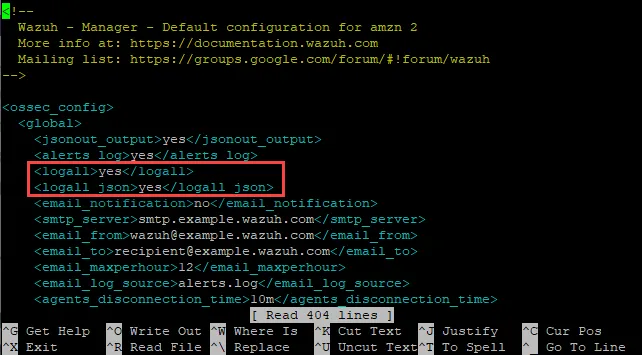 <!--
  Wazuh - Manager - Default configuration for amzn 2
  More info at: https://documentation.wazuh.com
  Mailing list: https://groups.google.com/forum/#!forum/wazuh
-->
<ossec_config>
  <global>
    <jsonout_output>yes</jsonout_output>
    <alerts_log>yes</alerts_log>
    <logall>yes</logall>
    <logall_json>yes</logall_json>
    <email_notification>no</email_notification>
    <smtp_server>smtp.example.wazuh.com</smtp_server>
    <email_from>wazuh@example.wazuh.com</email_from>
    <email_to>recipient@example.wazuh.com</email_to>
    <email_maxperhour>12</email_maxperhour>
    <email_log_source>alerts.log</email_log_source>
    <agents_disconnection_time>10m</agents_disconnection_time>
[ Read 404 lines ]
^G Get Help ^O Write Out ^W Where Is ^K Cut Text ^J Justify ^C Cur Pos
^X Exit ^R Read File ^\ Replace ^U Uncut Text ^T To Spell ^_ Go To Line